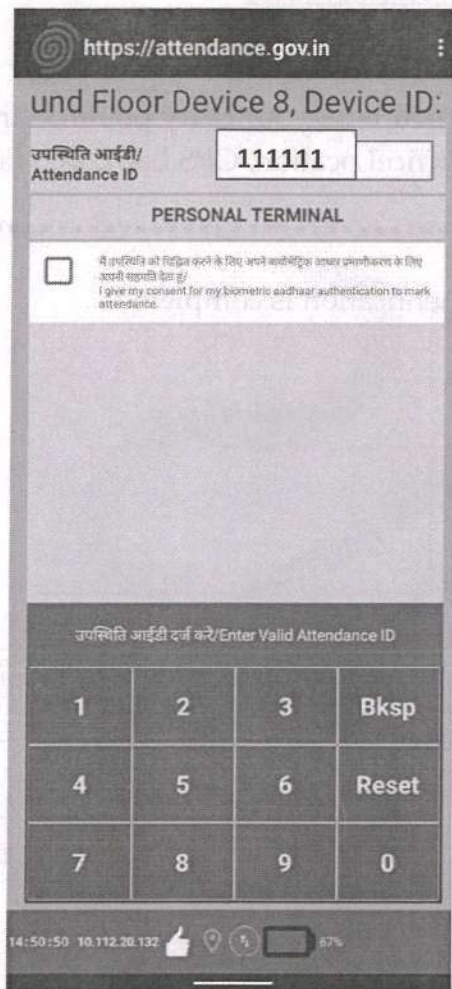 https://attendance.gov.in
und Floor Device 8, Device ID:
उपस्थिति आईडी/
Attendance ID
111111
PERSONAL TERMINAL
मैं उपस्थिति को चिह्नित करने के लिए अपने बायोमेट्रिक आधार प्रमाणीकरण के लिए
अपनी सहमति देता हूं/
I give my consent for my biometric aadhaar authentication to mark
attendance.
उपस्थिति आईडी दर्ज करे/Enter Valid Attendance ID
1 2 3 Bksp
4 5 6 Reset
7 8 9 0
14:50:50 10.112.20.132 67%